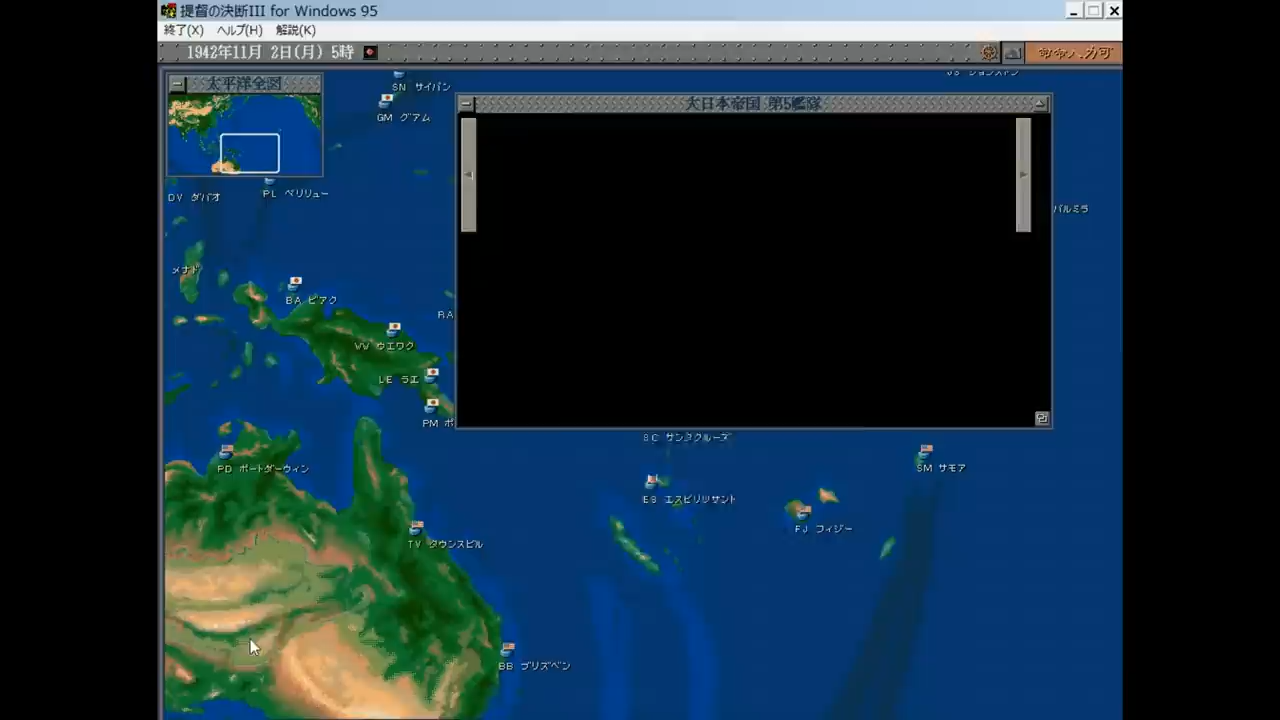 提督の決断III for Windows 95
終了(X) ヘルプ(H) 解説(K)
1942年11月 2日(月) 5時
太平洋全図
SN サイパン
GM グアム
大日本帝国 第5艦隊
DV ダバオ
PL ペリリュー
パルミラ
メナド
BA ビアク
RA
WW ウエワク
LE ラエ
PM ポ
SC サンタクルーズ
PD ポートダーウィン
SM サモア
ES エスピリッサント
FJ フィジー
TV タウンスビル
BB ブリズベン